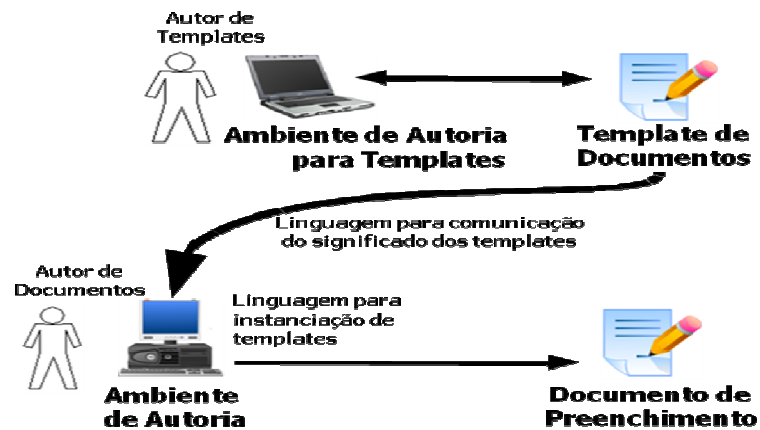 Autor de
Templates
Ambiente de Autoria
para Templates
Template de
Documentos
Linguagem para comunicação
do significado dos templates
Autor de
Documentos
Linguagem para
instanciação de
templates
Ambiente
de Autoria
Documento de
Preenchimento